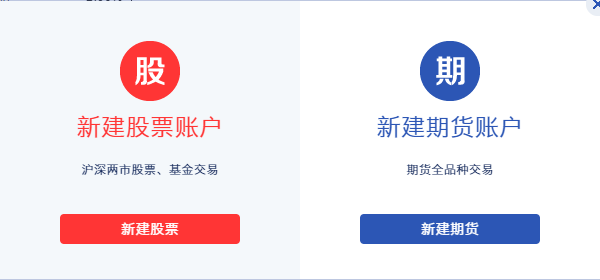 股
新建股票账户
沪深两市股票、基金交易
新建股票
期
新建期货账户
期货全品种交易
新建期货